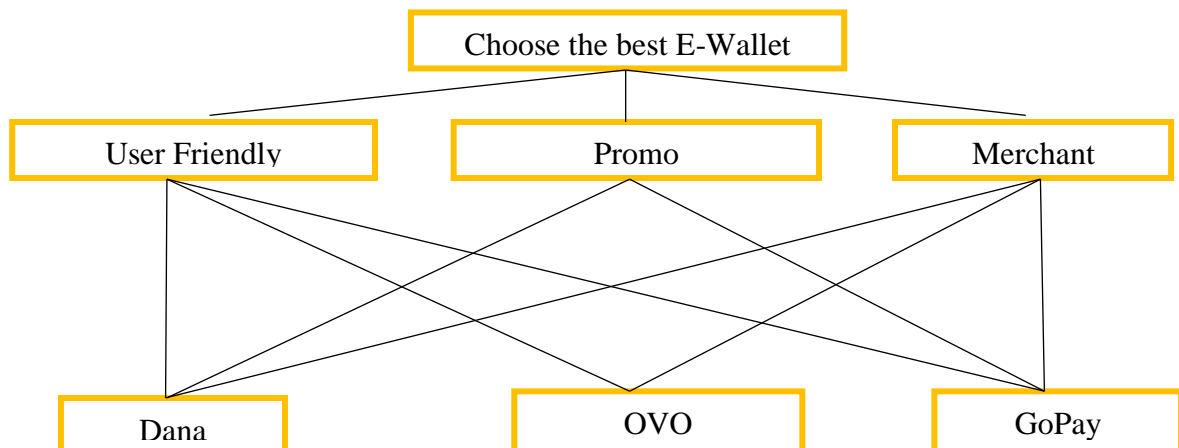 Choose the best E-Wallet
User Friendly
Promo
Merchant
Dana
OVO
GoPay